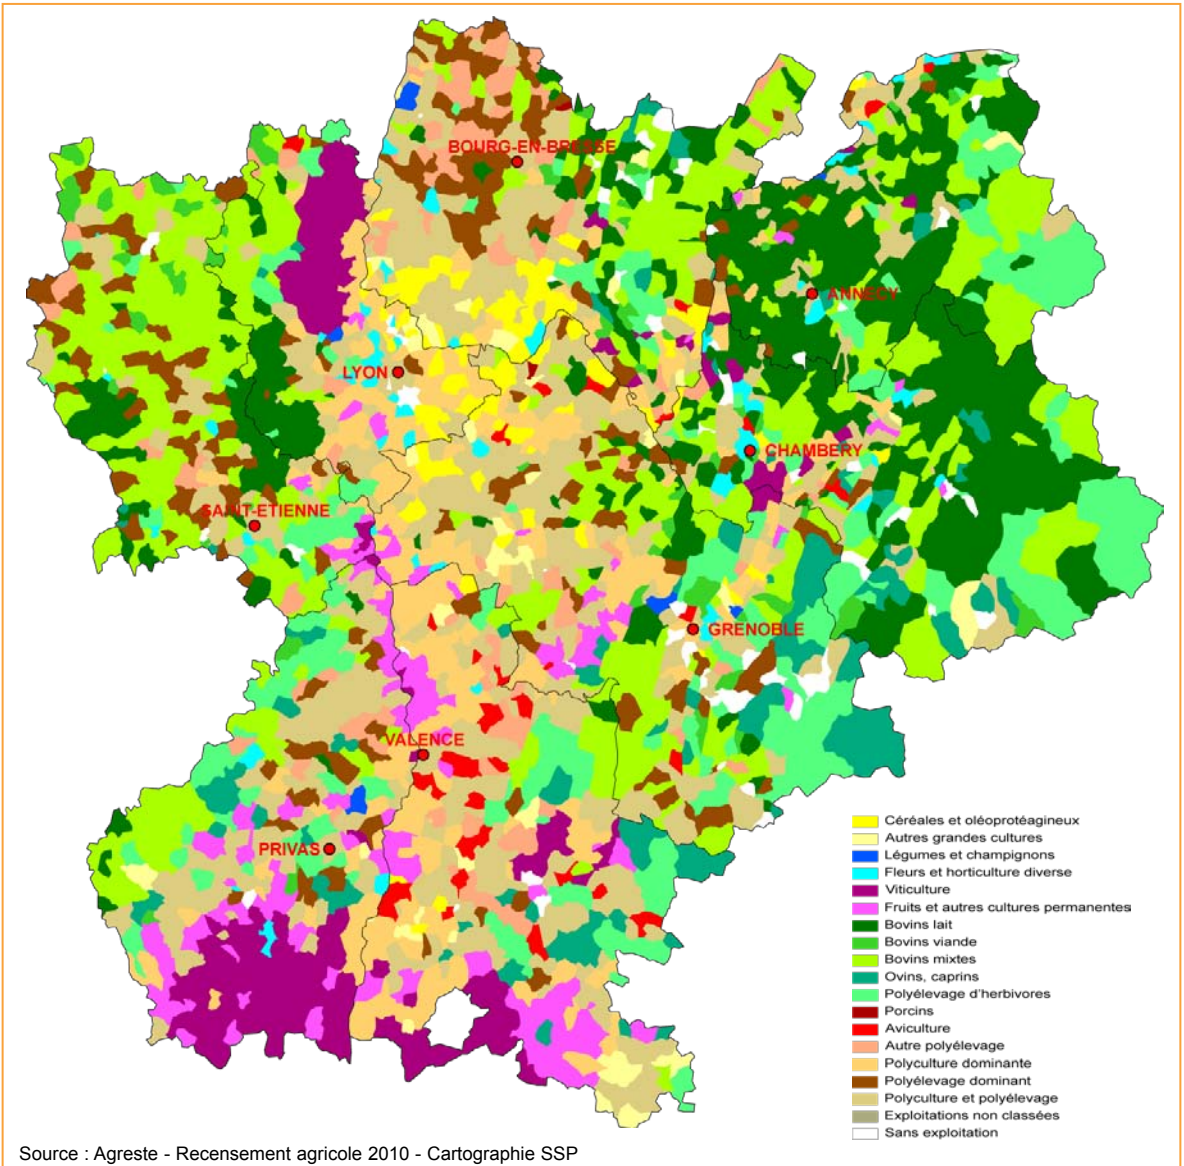 BOURG-EN-BRESSE
ANNECY
LYON
CHAMBERY
SAINT-ETIENNE
GRENOBLE
VALENCE
PRIVAS
Céréales et oléoprotéagineux
Autres grandes cultures
Légumes et champignons
Fleurs et horticulture diverse
Viticulture
Fruits et autres cultures permanentes
Bovins lait
Bovins viande
Bovins mixtes
Ovins, caprins
Polyélevage d'herbivores
Porcins
Aviculture
Autre polyélevage
Polyculture dominante
Polyélevage dominant
Polyculture et polyélevage
Exploitations non classées
Sans exploitation
Source : Agreste - Recensement agricole 2010 - Cartographie SSP